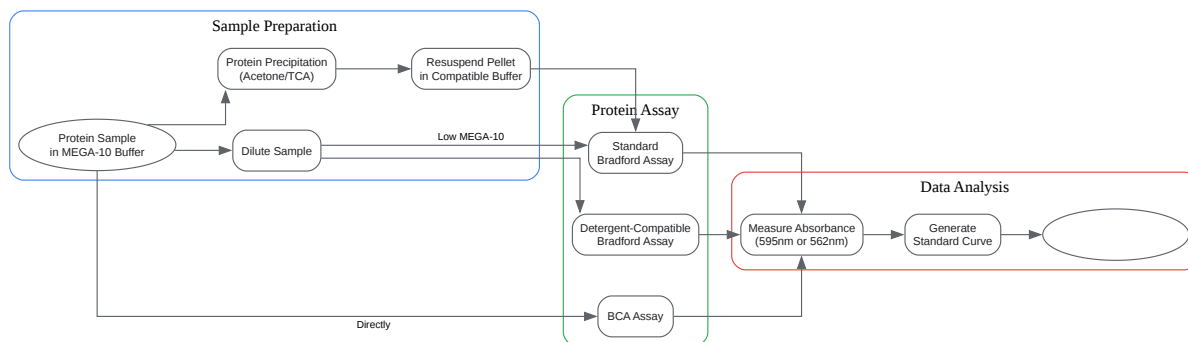 Sample Preparation
Protein Precipitation
(Acetone/TCA)
Resuspend Pellet
in Compatible Buffer
Protein Sample
in MEGA-10 Buffer
Dilute Sample
Low MEGA-10
Protein Assay
Standard
Bradford Assay
Detergent-Compatible
Bradford Assay
Directly
BCA Assay
Data Analysis
Measure Absorbance
(595nm or 562nm)
Generate
Standard Curve